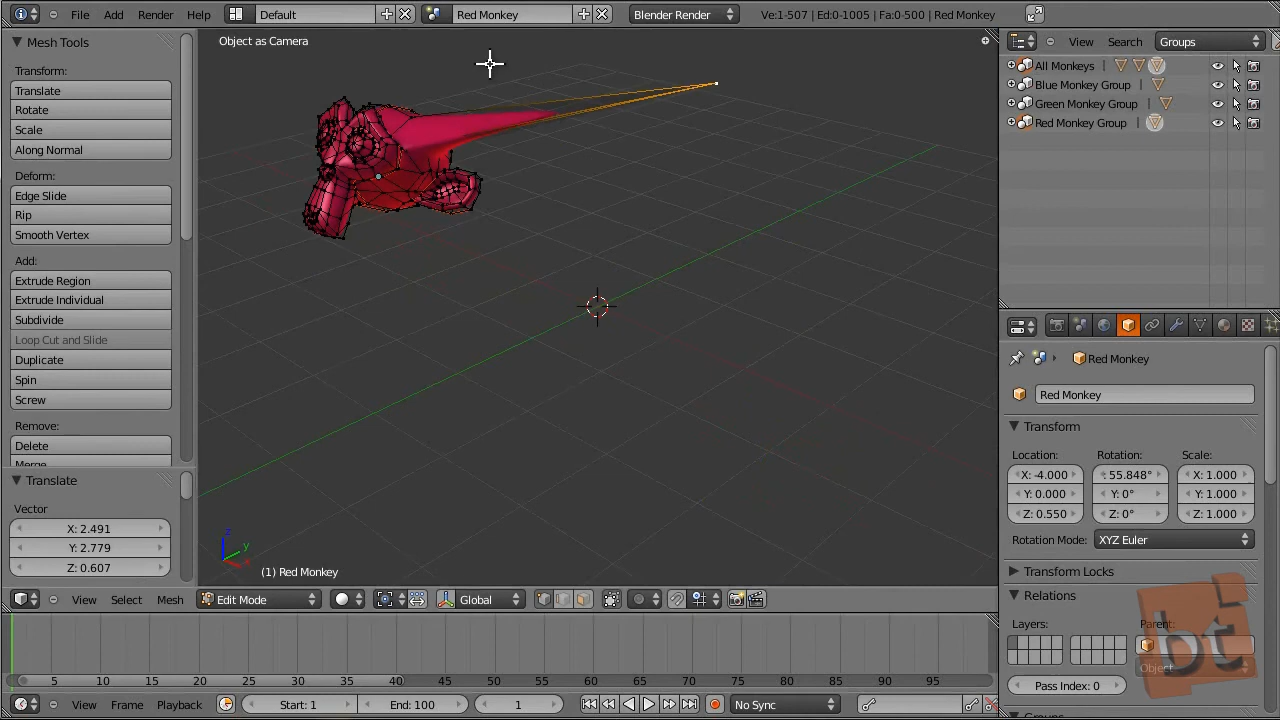 File Add Render Help Default Red Monkey Blender Render Ve:1-507 | Ed:0-1005 | Fa:0-500 | Red Monkey
Mesh Tools
Transform:
Translate
Rotate
Scale
Along Normal
Deform:
Edge Slide
Rip
Smooth Vertex
Add:
Extrude Region
Extrude Individual
Subdivide
Loop Cut and Slide
Duplicate
Spin
Screw
Remove:
Delete
Merge
Translate
Vector
X: 2.491
Y: 2.779
Z: 0.607
Object as Camera
z
y
x
(1) Red Monkey
View Select Mesh Edit Mode Global
5 10 15 20 25 30 35 40 45 50 55 60 65 70 75 80 85 90 95
View Frame Playback Start: 1 End: 100 1 No Sync
View Search Groups
All Monkeys |
Blue Monkey Group |
Green Monkey Group |
Red Monkey Group |
Red Monkey
Red Monkey
Transform
Location: Rotation: Scale:
X: -4.000 55.848° X: 1.000
Y: 0.000 Y: 0° Y: 1.000
Z: 0.550 Z: 0° Z: 1.000
Rotation Mode: XYZ Euler
Transform Locks
Relations
Layers: Parent:
Object
Pass Index: 0
Groups
bt